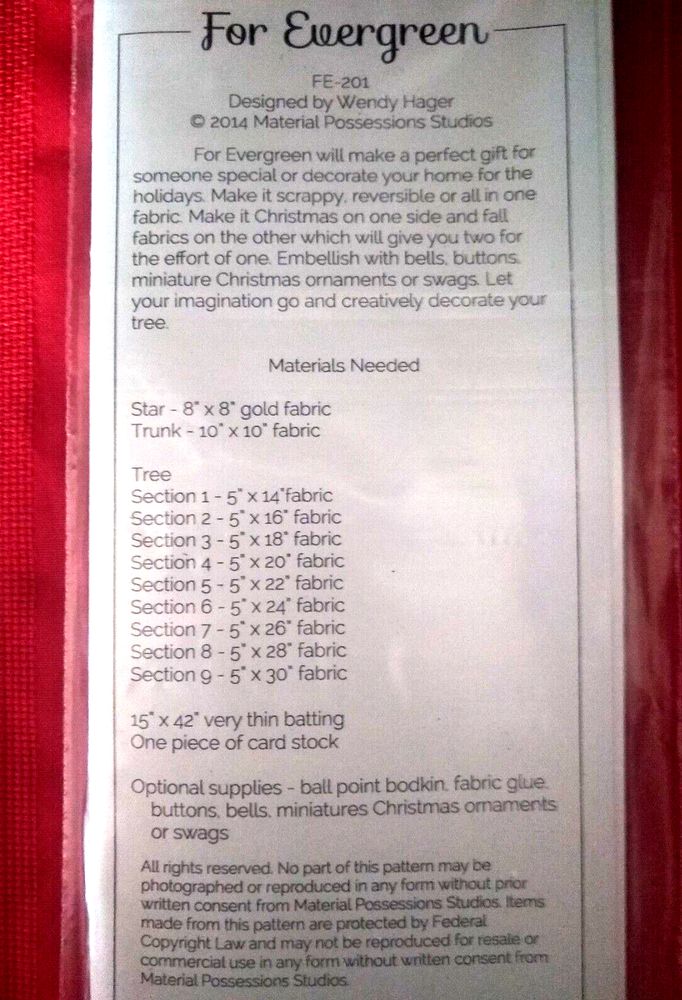 For Evergreen
FE-201
Designed by Wendy Hager
© 2014 Material Possessions Studios
For Evergreen will make a perfect gift for
someone special or decorate your home for the
holidays. Make it scrappy, reversible or all in one
fabric. Make it Christmas on one side and fall
fabrics on the other which will give you two for
the effort of one. Embellish with bells, buttons,
miniature Christmas ornaments or swags. Let
your imagination go and creatively decorate your
tree.
Materials Needed
Star - 8" x 8" gold fabric
Trunk - 10" x 10" fabric
Tree
Section 1 - 5" x 14"fabric
Section 2 - 5" x 16" fabric
Section 3 - 5" x 18" fabric
Section 4 - 5" x 20" fabric
Section 5 - 5" x 22" fabric
Section 6 - 5" x 24" fabric
Section 7 - 5" x 26" fabric
Section 8 - 5" x 28" fabric
Section 9 - 5" x 30" fabric
15" x 42" very thin batting
One piece of card stock
Optional supplies - ball point bodkin, fabric glue,
buttons, bells, miniatures Christmas ornaments
or swags
All rights reserved. No part of this pattern may be
photographed or reproduced in any form without prior
written consent from Material Possessions Studios. Items
made from this pattern are protected by Federal
Copyright Law and may not be reproduced for resale or
commercial use in any form without written consent from
Material Possessions Studios.